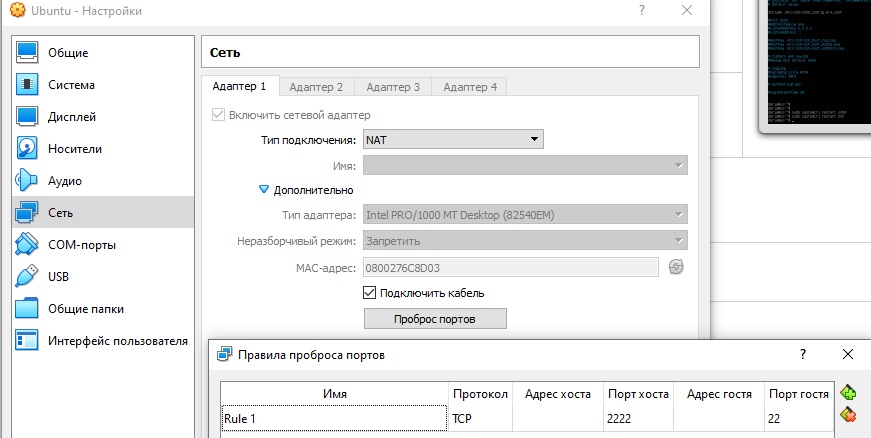 Ubuntu - Настройки
Общие
Система
Дисплей
Носители
Аудио
Сеть
COM-порты
USB
Общие папки
Интерфейс пользователя
Сеть
Адаптер 1 Адаптер 2 Адаптер 3 Адаптер 4
Включить сетевой адаптер
Тип подключения: NAT
Имя:
Дополнительно
Тип адаптера: Intel PRO/1000 MT Desktop (82540EM)
Неразборчивый режим: Запретить
MAC-адрес: 0800276C8D03
Подключить кабель
Проброс портов
Правила проброса портов
Имя Протокол Адрес хоста Порт хоста Адрес гостя Порт гостя
Rule 1 TCP 2222 22